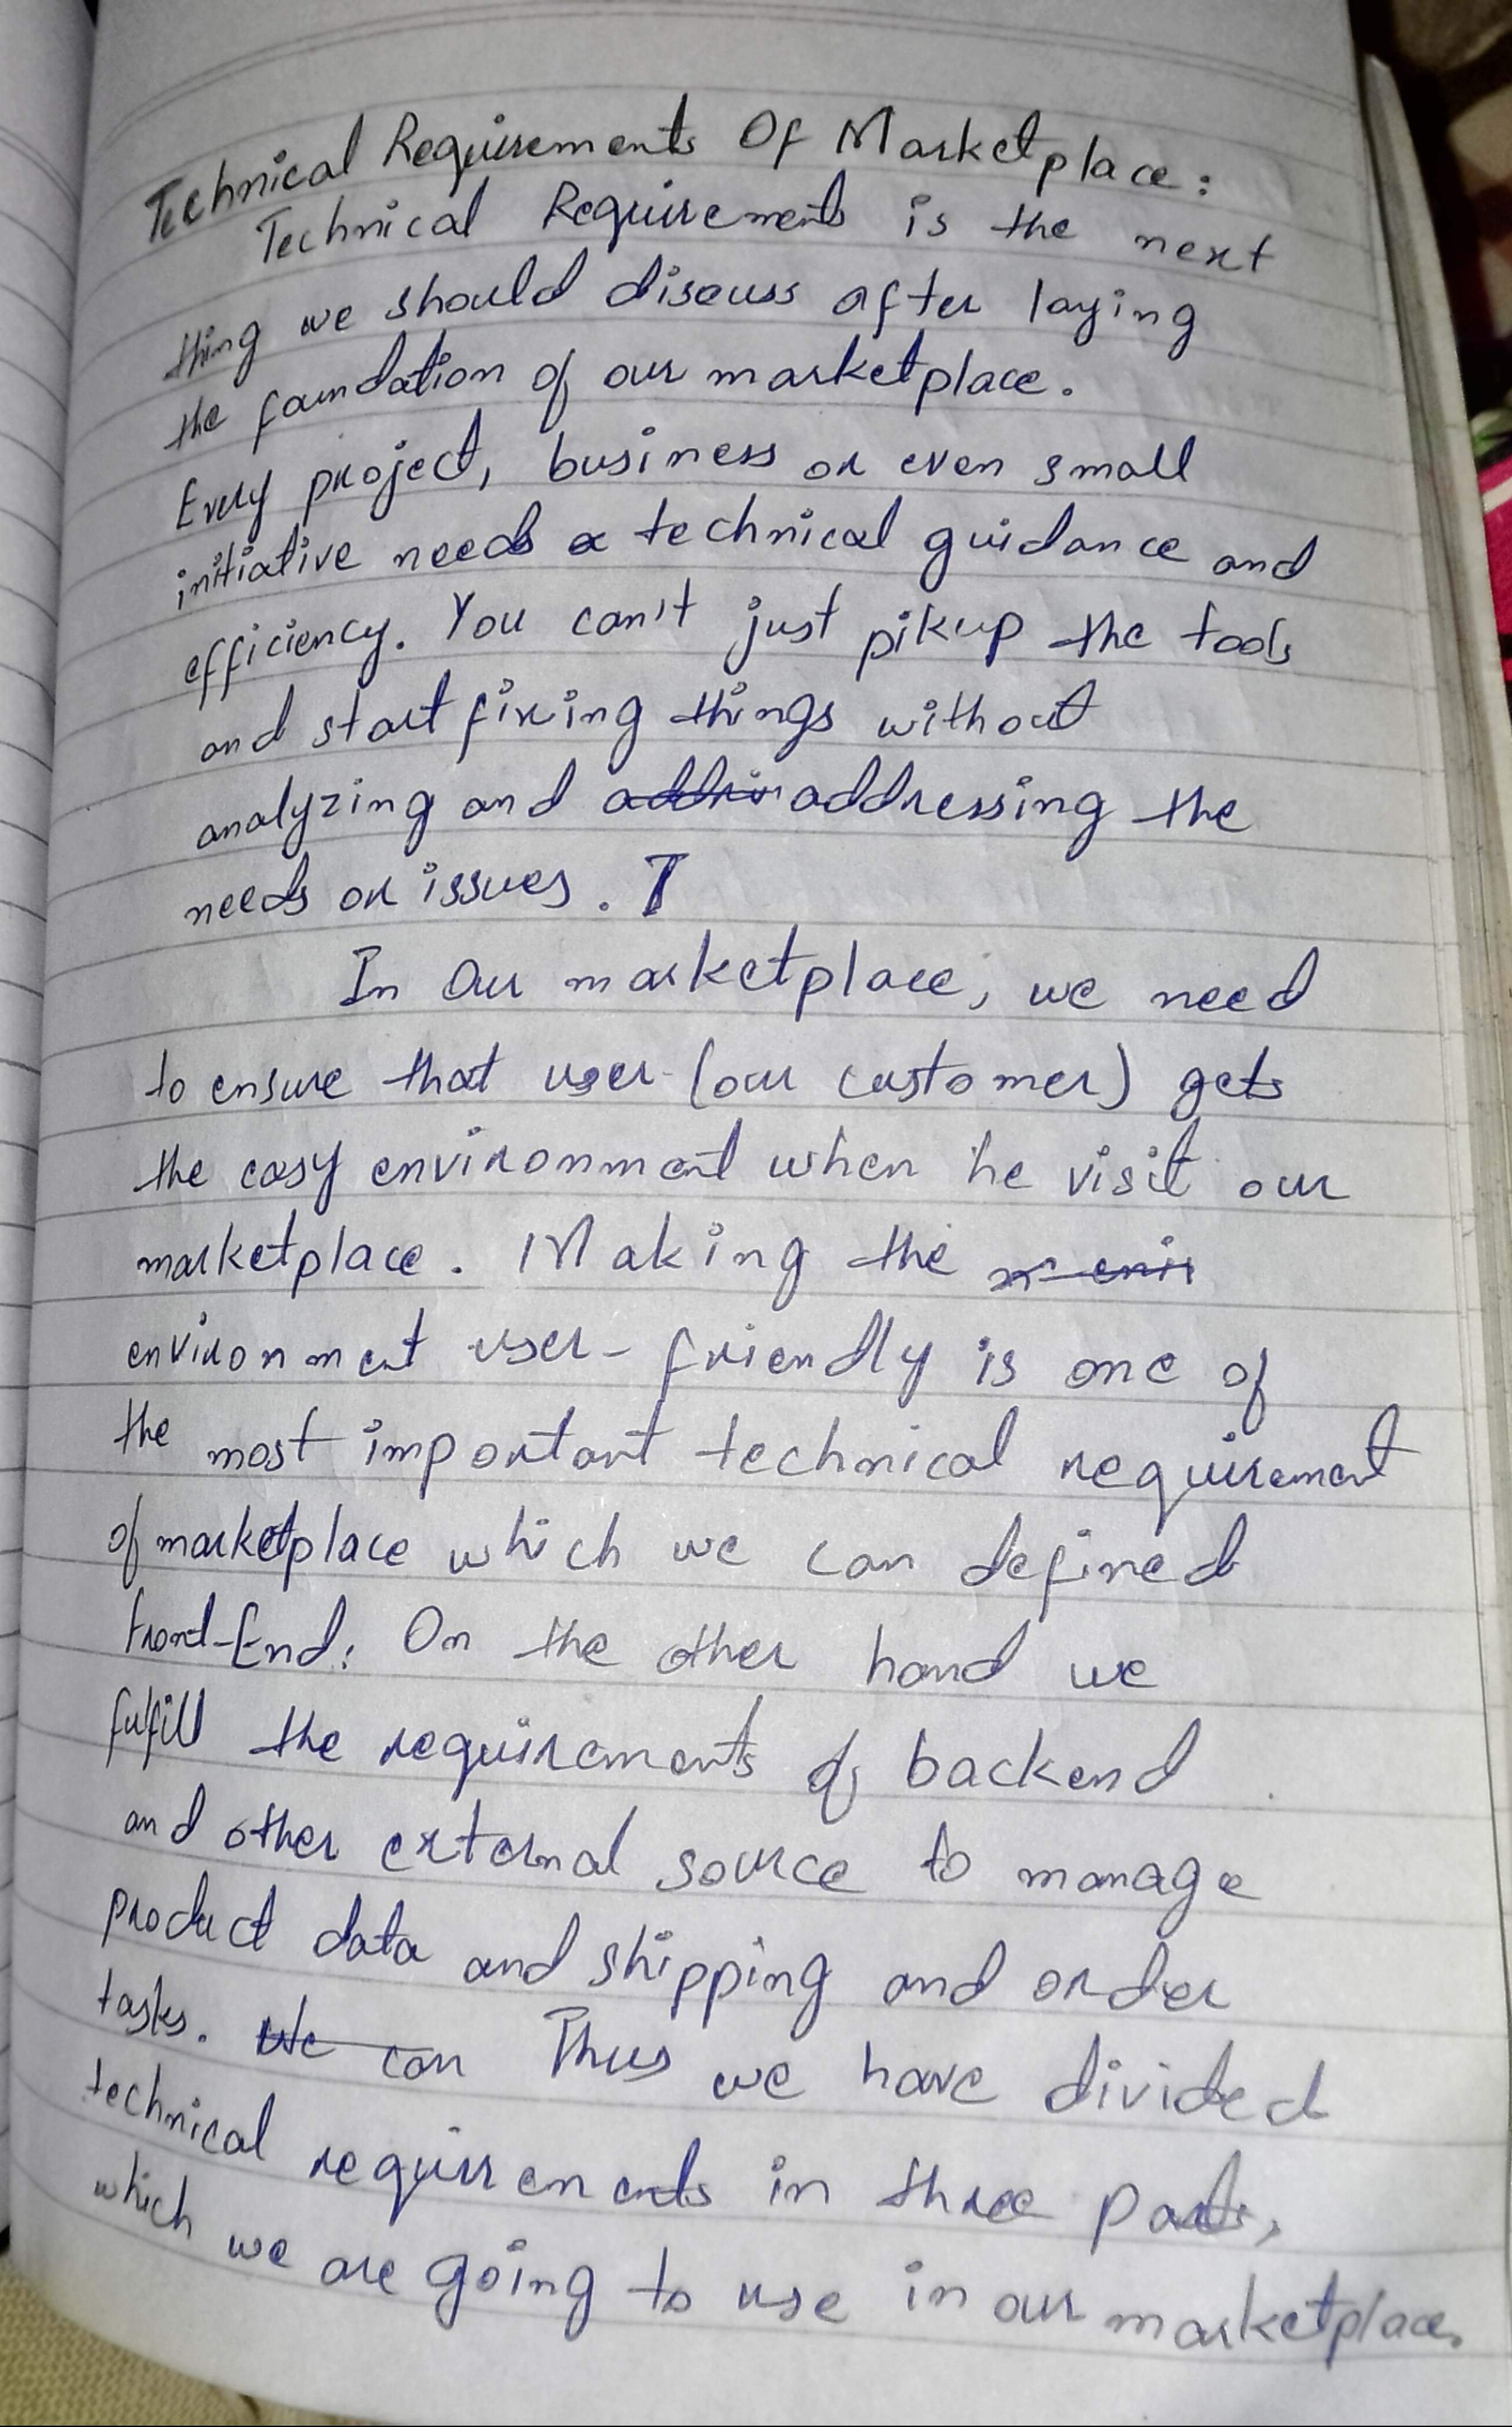 Technical Requirements Of Marketplace:
Technical Requirements is the next
thing we should discuss after laying
the foundation of our marketplace.
Every project, business or even small
initiative needs a technical guidance and
efficiency. You can't just pikup the tools
and start fixing things without
analyzing and addressing the
needs or issues. T
In Our marketplace, we need
to ensure that user (our customer) gets
the easy environment when he visit our
marketplace. Making the
environment user-friendly is one of
the most important technical requirement
of marketplace which we can defined
Front-End: On the other hand we
fulfill the requirements of backend
and other external source to manage
product data and shipping and order
tasks. We can Thus we have divided
technical requirements in three parts,
which we are going to use in our marketplace.